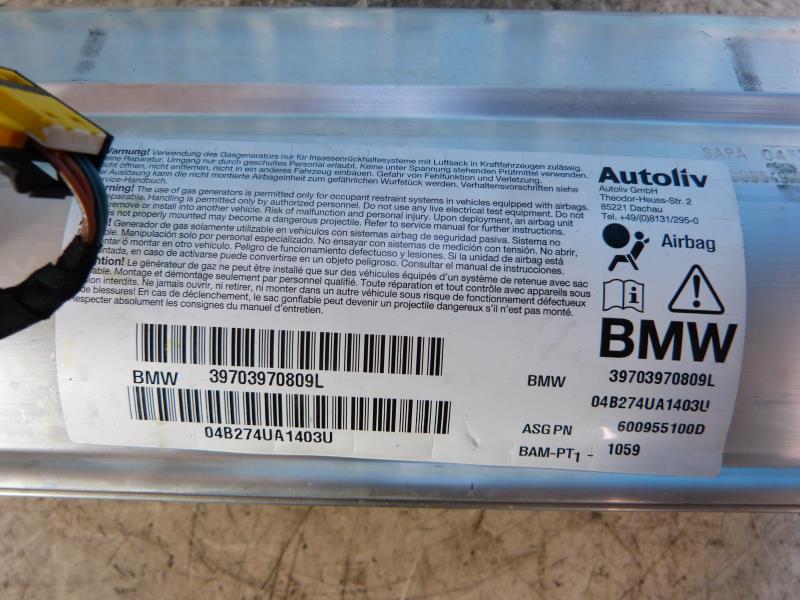 Warnung! Verwendung des Gasgenerators nur für Insassenrückhaltesysteme mit Luftsack in Kraftfahrzeugen zulässig.
Keine Reparatur. Umgang nur durch geschultes Personal erlaubt. Keine unter Spannung
nicht öffnen, nicht entfernen, nicht in ein anderes Fahrzeug einbauen. Gefahr von Fehlfunktion und Verletzung.
Bei Auslösung kann die nicht montierte Airbageinheit zum gefährlichen Wurfstück werden. Verhaltensvorschriften siehe
Service-Handbuch.
Warning! The use of gas generators is permitted only for occupant restraint systems in vehicles equipped with airbags.
repairable. Handling is permitted only by authorized personnel. Do not use any live electrical test equipment. Do not
remove or install into another vehicle. Risk of malfunction and personal injury. Upon deployment, an airbag unit
not properly mounted may become a dangerous projectile. Refer to service manual for further instructions.
Generador de gas solamente utilizable en vehículos con sistemas airbag de seguridad pasiva. Sistema no
Manipulación solo por personal especializado. No ensayar con sistemas de medición con tensión. No abrir,
ó montar en otro vehículo. Peligro de funcionamiento defectuoso y lesiones. Si la unidad de airbag está
montada, en caso de activarse puede convertirse en un objeto peligroso. Consultar el manual de instrucciones.
Attention! Le générateur de gaz ne peut être installé que sur des véhicules équipés d'un système de retenue avec sac
Montage et démontage seulement par personnel qualifié. Toute réparation et tout contrôle avec appareils sous
tension interdits. Ne jamais ouvrir, ni retirer, ni monter dans un autre véhicule sous risque de fonctionnement défectueux
de blessures! En cas de déclenchement, le sac gonflable peut devenir un projectile dangereux s'il n'est pas monté.
Respecter absolument les consignes du manuel d'entretien.
Autoliv
Autoliv GmbH
Theodor-Heuss-Str. 2
85221 Dachau
Tel. +49/(0)8131/295-0
Airbag
BMW
BMW 39703970809L
04B274UA1403U
BMW 39703970809L
04B274UA1403U
ASG PN 600955100D
BAM-PT1 - 1059
SAPA